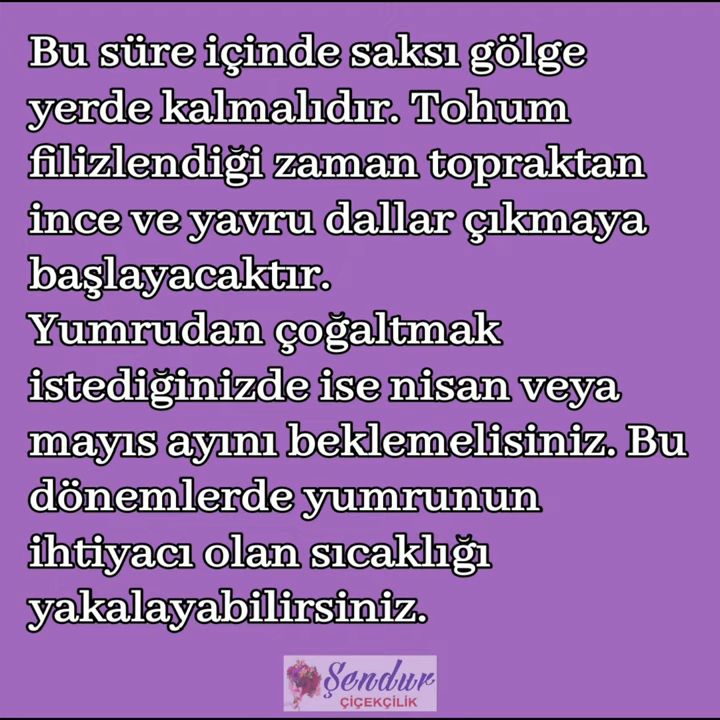 Bu süre içinde saksı gölge
yerde kalmalıdır. Tohum
filizlendiği zaman topraktan
ince ve yavru dallar çıkmaya
başlayacaktır.
Yumrudan çoğaltmak
istediğinizde ise nisan veya
mayıs ayını beklemelisiniz. Bu
dönemlerde yumrunun
ihtiyacı olan sıcaklığı
yakalayabilirsiniz.
Şendur
ÇİÇEKÇİLİK